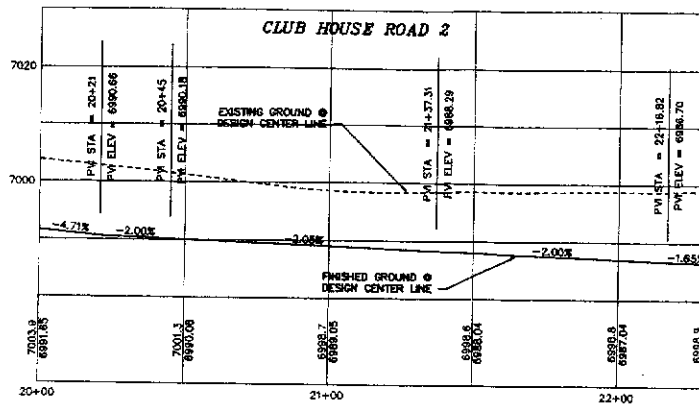 CLUB HOUSE ROAD 2
7020
7000
PVI STA = 20+21
PVI ELEV = 6990.66
PVI STA = 20+45
PVI ELEV = 6990.18
EXISTING GROUND @
DESIGN CENTER LINE
PVI STA = 21+37.31
PVI ELEV = 6988.29
PVI STA = 22+16.82
PVI ELEV = 6986.70
-4.71%
-2.00%
-2.05%
-2.00%
-1.65%
FINISHED GROUND @
DESIGN CENTER LINE
7003.9
6991.65
7001.3
6990.08
6998.7
6989.05
6998.6
6988.04
6998.8
6987.04
6998.9
20+00
21+00
22+00